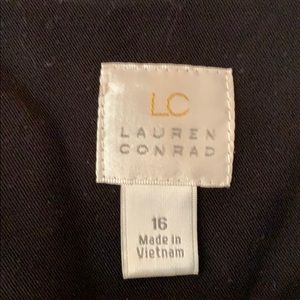 LC
LAUREN
CONRAD
16
Made in
Vietnam